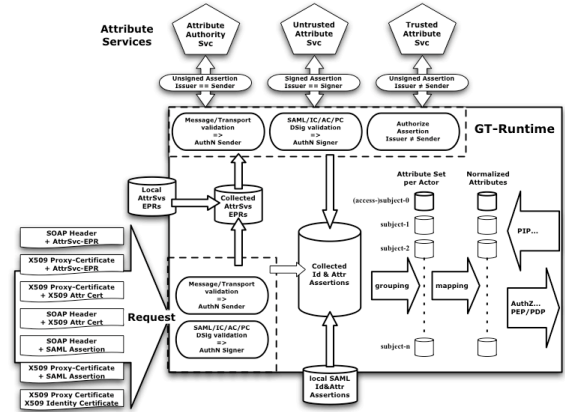 Attribute
Services
Attribute
Authority
Svc
Untrusted
Attribute
Svc
Trusted
Attribute
Svc
Unsigned Assertion
Issuer == Sender
Signed Assertion
Issuer == Signer
Unsigned Assertion
Issuer ≠ Sender
Message/Transport
validation
=>
AuthN Sender
SAML/IC/AC/PC
DSig validation
=>
AuthN Signer
Authorize
Assertion
Issuer ≠ Sender
GT-Runtime
Local
AttrSvs
EPRs
Collected
AttrSvs
EPRs
Attribute Set
per Actor
Normalized
Attributes
(access-)subject-0
subject-1
subject-2
subject-n
PIP...
SOAP Header
+ AttrSvc-EPR
X509 Proxy-Certificate
+ AttrSvc-EPR
X509 Proxy-Certificate
+ X509 Attr Cert
SOAP Header
+ X509 Attr Cert
SOAP Header
+ SAML Assertion
X509 Proxy-Certificate
+ SAML Assertion
X509 Proxy Certificate
X509 Identity Certificate
Request
Message/Transport
validation
=>
AuthN Sender
SAML/IC/AC/PC
DSig validation
=>
AuthN Signer
Collected
Id & Attr
Assertions
grouping
mapping
AuthZ...
PEP/PDP
local SAML
Id&Attr
Assertions